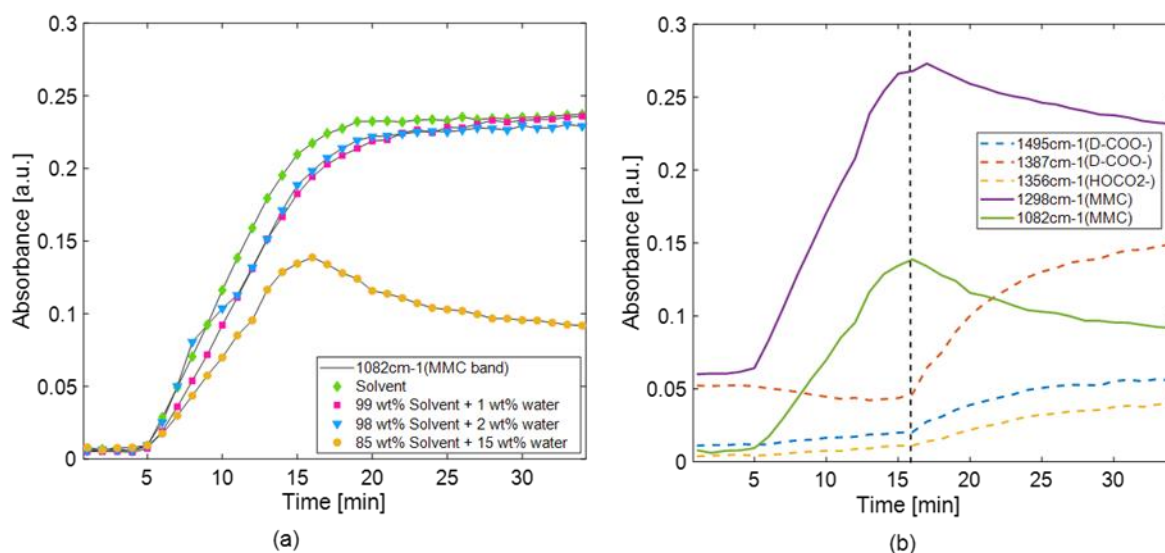 0.3
0.25
0.2
0.15
0.1
0.05
0
Absorbance [a.u.]
5 10 15 20 25 30
Time [min]
1082cm-1(MMC band)
Solvent
99 wt% Solvent + 1 wt% water
98 wt% Solvent + 2 wt% water
85 wt% Solvent + 15 wt% water
(a)
0.3
0.25
0.2
0.15
0.1
0.05
0
Absorbance [a.u.]
5 10 15 20 25 30
Time [min]
1495cm-1(D-COO-)
1387cm-1(D-COO-)
1356cm-1(HOCO2-)
1298cm-1(MMC)
1082cm-1(MMC)
(b)